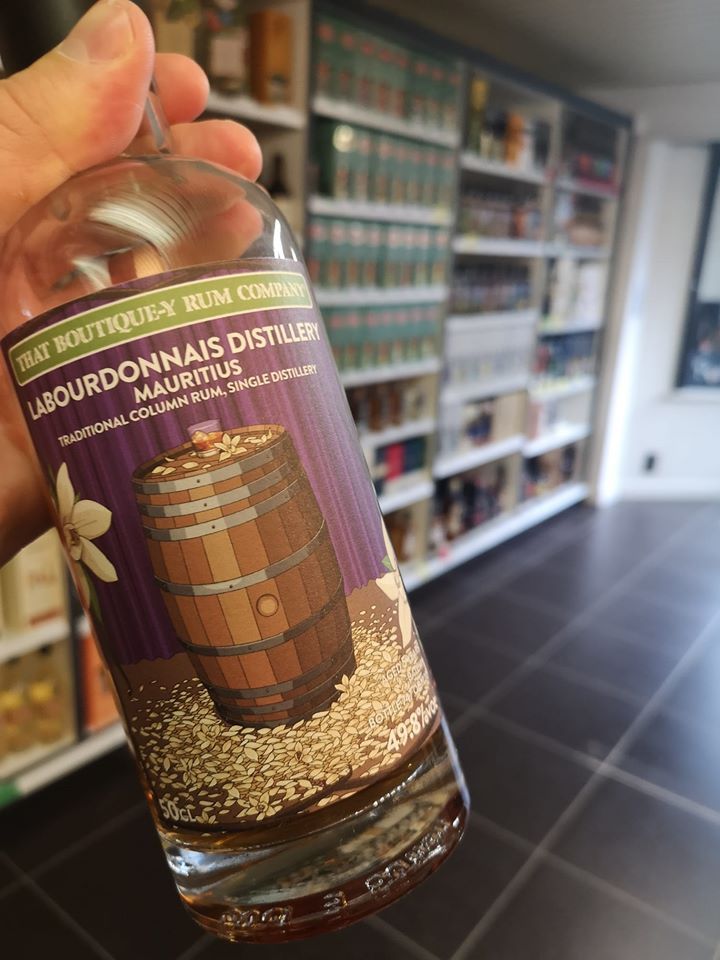 THAT BOUTIQUE-Y RUM COMPANY
LABOURDONNAIS DISTILLERY
MAURITIUS
TRADITIONAL COLUMN RUM, SINGLE DISTILLERY
49.8%
50cl